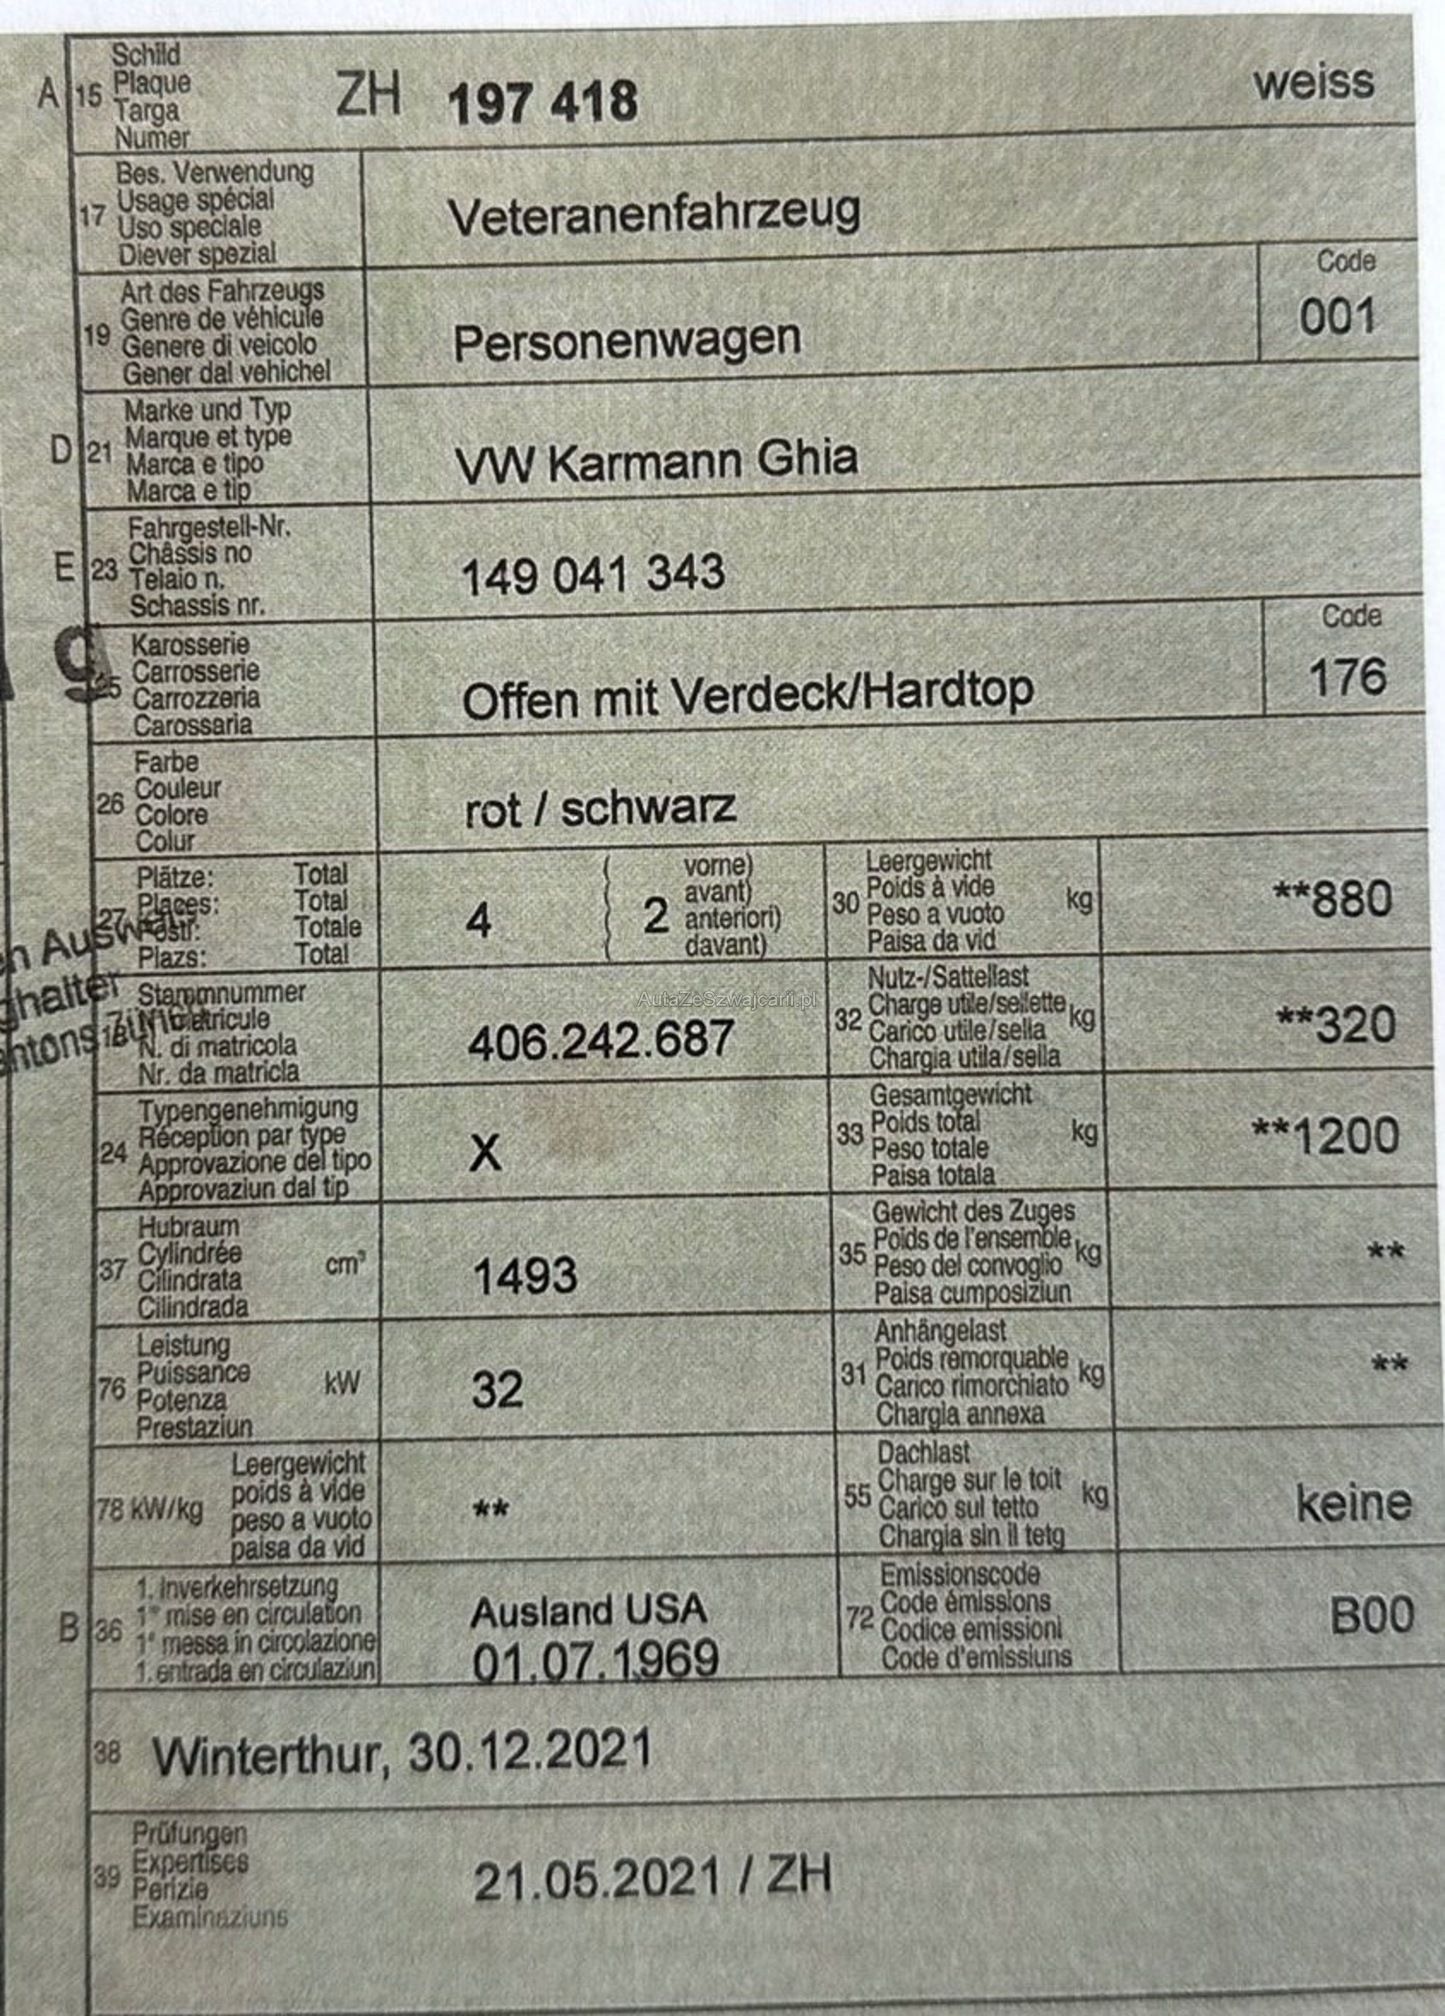 A 15 Schild
Plaque
Targa
Numer
ZH 197 418 weiss
17 Bes. Verwendung
Usage spécial
Uso speciale
Diever spezial
Veteranenfahrzeug
19 Art des Fahrzeugs
Genre de véhicule
Genere di veicolo
Gener dal vehichel
Personenwagen
Code
001
D 21 Marke und Typ
Marque et type
Marca e tipo
Marca e tip
VW Karmann Ghia
E 23 Fahrgestell-Nr.
Châssis no
Telaio n.
Schassis nr.
149 041 343
g
25 Karosserie
Carrosserie
Carrozzeria
Carossaria
Offen mit Verdeck/Hardtop
Code
176
26 Farbe
Couleur
Colore
Colur
rot / schwarz
27 Plätze: Total
Places: Total
Posti: Totale
Plazs: Total
4 ( 2 vorne)
( avant)
( anteriori)
( davant)
30 Leergewicht
Poids à vide
Peso a vuoto
Paisa da vid
kg
**880
18 Stammnummer
N. matricule
N. di matricola
Nr. da matricla
406.242.687
32 Nutz-/Sattellast
Charge utile/sellette
Carico utile/sella
Chargia utila/sella
kg
**320
AutaZeSzwajcarii.pl
24 Typengenehmigung
Réception par type
Approvazione del tipo
Approvaziun dal tip
X
33 Gesamtgewicht
Poids total
Peso totale
Paisa totala
kg
**1200
37 Hubraum
Cylindrée
Cilindrata
Cilindrada
cm³
1493
35 Gewicht des Zuges
Poids de l'ensemble
Peso del convoglio
Paisa cumposiziun
kg
**
76 Leistung
Puissance
Potenza
Prestaziun
kW
32
31 Anhängelast
Poids remorquable
Carico rimorchiato
Chargia annexa
kg
**
78 kW/kg Leergewicht
poids à vide
peso a vuoto
paisa da vid
**
55 Dachlast
Charge sur le toit
Carico sul tetto
Chargia sin il tetg
kg
keine
B 36 1. Inverkehrsetzung
1ᵉ mise en circulation
1ᵃ messa in circolazione
1. entrada en circulaziun
Ausland USA
01.07.1969
72 Emissionscode
Code émissions
Codice emissioni
Code d'emissiuns
B00
38 Winterthur, 30.12.2021
39 Prüfungen
Expertises
Perizie
Examinaziuns
21.05.2021 / ZH